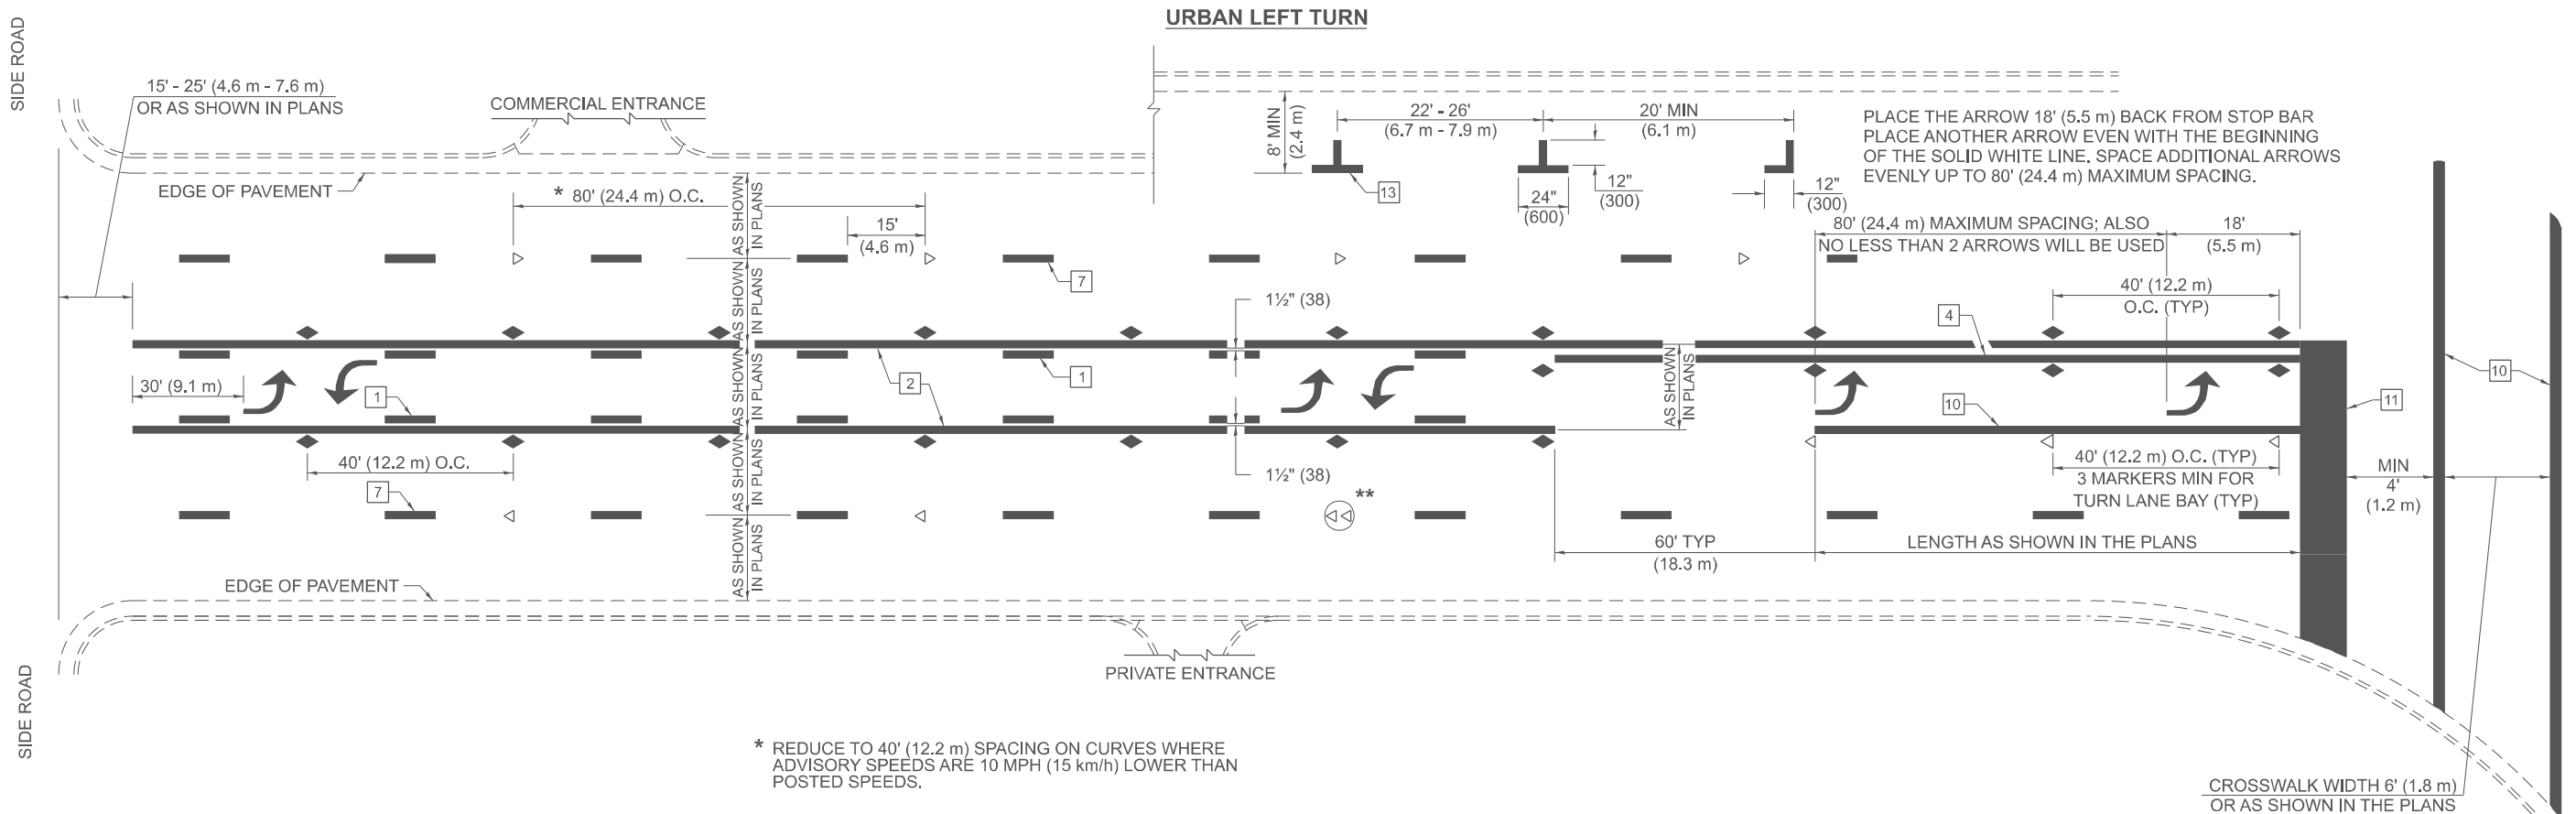 URBAN LEFT TURN
SIDE ROAD
15' - 25' (4.6 m - 7.6 m)
OR AS SHOWN IN PLANS
COMMERCIAL ENTRANCE
EDGE OF PAVEMENT
* 80' (24.4 m) O.C.
15'
(4.6 m)
8' MIN
(2.4 m)
22' - 26'
(6.7 m - 7.9 m)
20' MIN
(6.1 m)
13
24"
(600)
12"
(300)
12"
(300)
PLACE THE ARROW 18' (5.5 m) BACK FROM STOP BAR
PLACE ANOTHER ARROW EVEN WITH THE BEGINNING
OF THE SOLID WHITE LINE. SPACE ADDITIONAL ARROWS
EVENLY UP TO 80' (24.4 m) MAXIMUM SPACING.
80' (24.4 m) MAXIMUM SPACING; ALSO
NO LESS THAN 2 ARROWS WILL BE USED
18'
(5.5 m)
7
AS SHOWN
IN PLANS
AS SHOWN
IN PLANS
AS SHOWN
IN PLANS
AS SHOWN
IN PLANS
AS SHOWN
IN PLANS
1½" (38)
40' (12.2 m)
O.C. (TYP)
4
30' (9.1 m)
1
2
1
AS SHOWN
IN PLANS
10
11
10
40' (12.2 m) O.C.
7
1½" (38)
**
40' (12.2 m) O.C. (TYP)
3 MARKERS MIN FOR
TURN LANE BAY (TYP)
MIN
4'
(1.2 m)
60' TYP
(18.3 m)
LENGTH AS SHOWN IN THE PLANS
EDGE OF PAVEMENT
PRIVATE ENTRANCE
SIDE ROAD
* REDUCE TO 40' (12.2 m) SPACING ON CURVES WHERE
ADVISORY SPEEDS ARE 10 MPH (15 km/h) LOWER THAN
POSTED SPEEDS.
CROSSWALK WIDTH 6' (1.8 m)
OR AS SHOWN IN THE PLANS